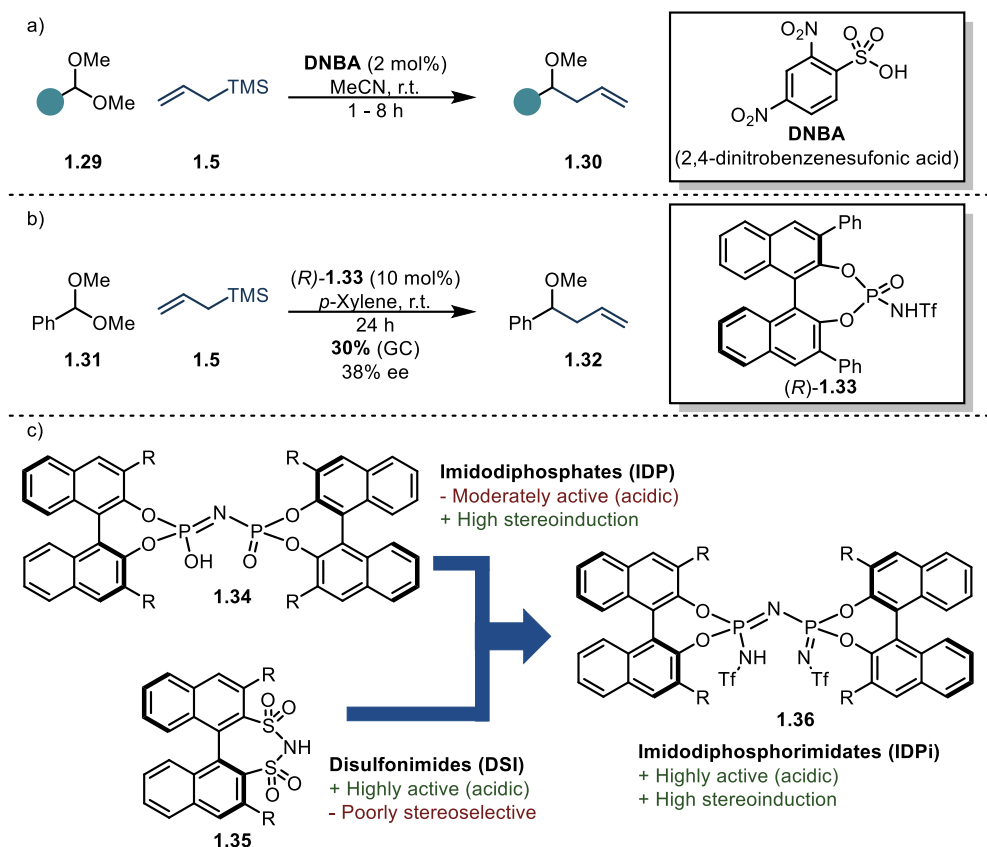 a)
OMe
OMe
TMS
DNBA (2 mol%)
MeCN, r.t.
1 - 8 h
OMe
1.29
1.5
1.30
NO₂
O₂N
O
O
S
OH
DNBA
(2,4-dinitrobenzenesufonic acid)
b)
OMe
Ph
OMe
TMS
(R)-1.33 (10 mol%)
p-Xylene, r.t.
24 h
30% (GC)
38% ee
OMe
Ph
1.31
1.5
1.32
Ph
O
O
P
O
NHTf
Ph
(R)-1.33
c)
R
R
O
O
P
N
P
O
O
OH
O
R
R
1.34
Imidodiphosphates (IDP)
- Moderately active (acidic)
+ High stereoinduction
R
O
O
S
NH
S
O
O
R
1.35
Disulfonimides (DSI)
+ Highly active (acidic)
- Poorly stereoselective
R
R
O
O
P
N
P
O
O
NH
N
Tf
Tf
R
R
1.36
Imidodiphosphorimidates (IDPi)
+ Highly active (acidic)
+ High stereoinduction